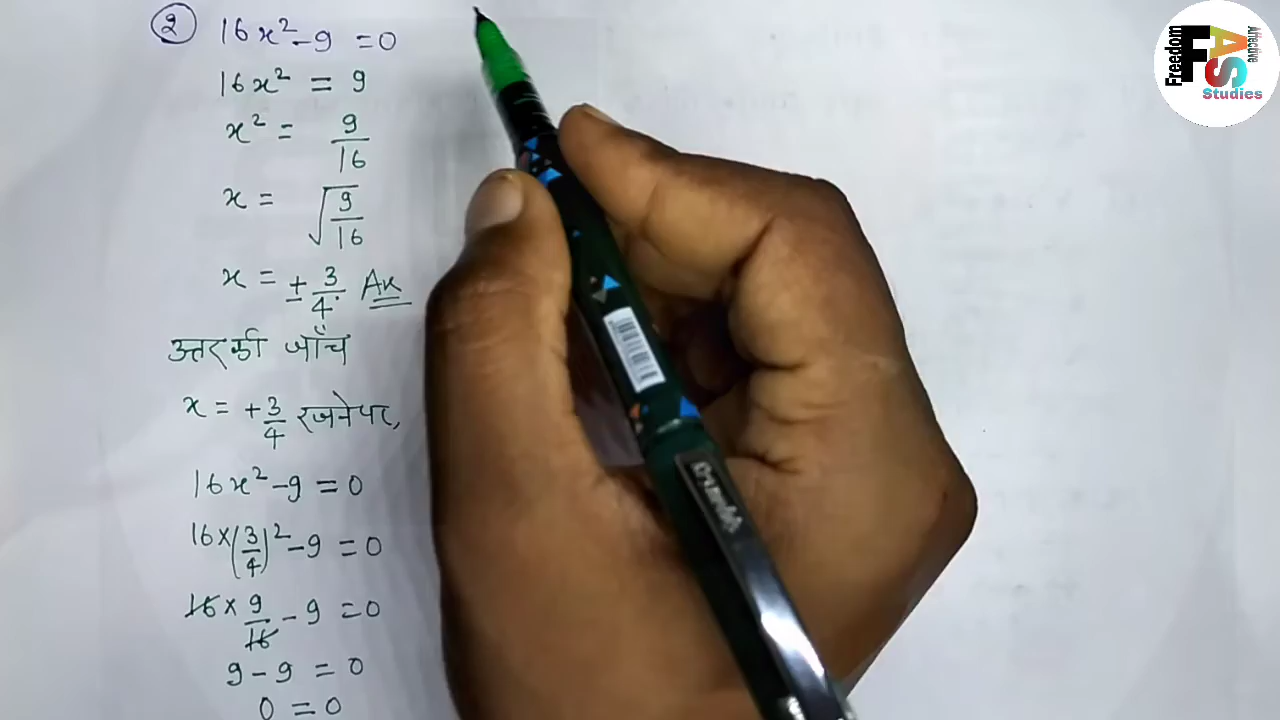 ② 16x² - 9 = 0
16x² = 9
x² = 9/16
x = √(9/16)
x = ± 3/4. Ans
उत्तर की जाँच
x = +3/4 रखने पर,
16x² - 9 = 0
16 × (3/4)² - 9 = 0
16 × 9/16 - 9 = 0
9 - 9 = 0
0 = 0
Freedom
FAS
Affective
Studies